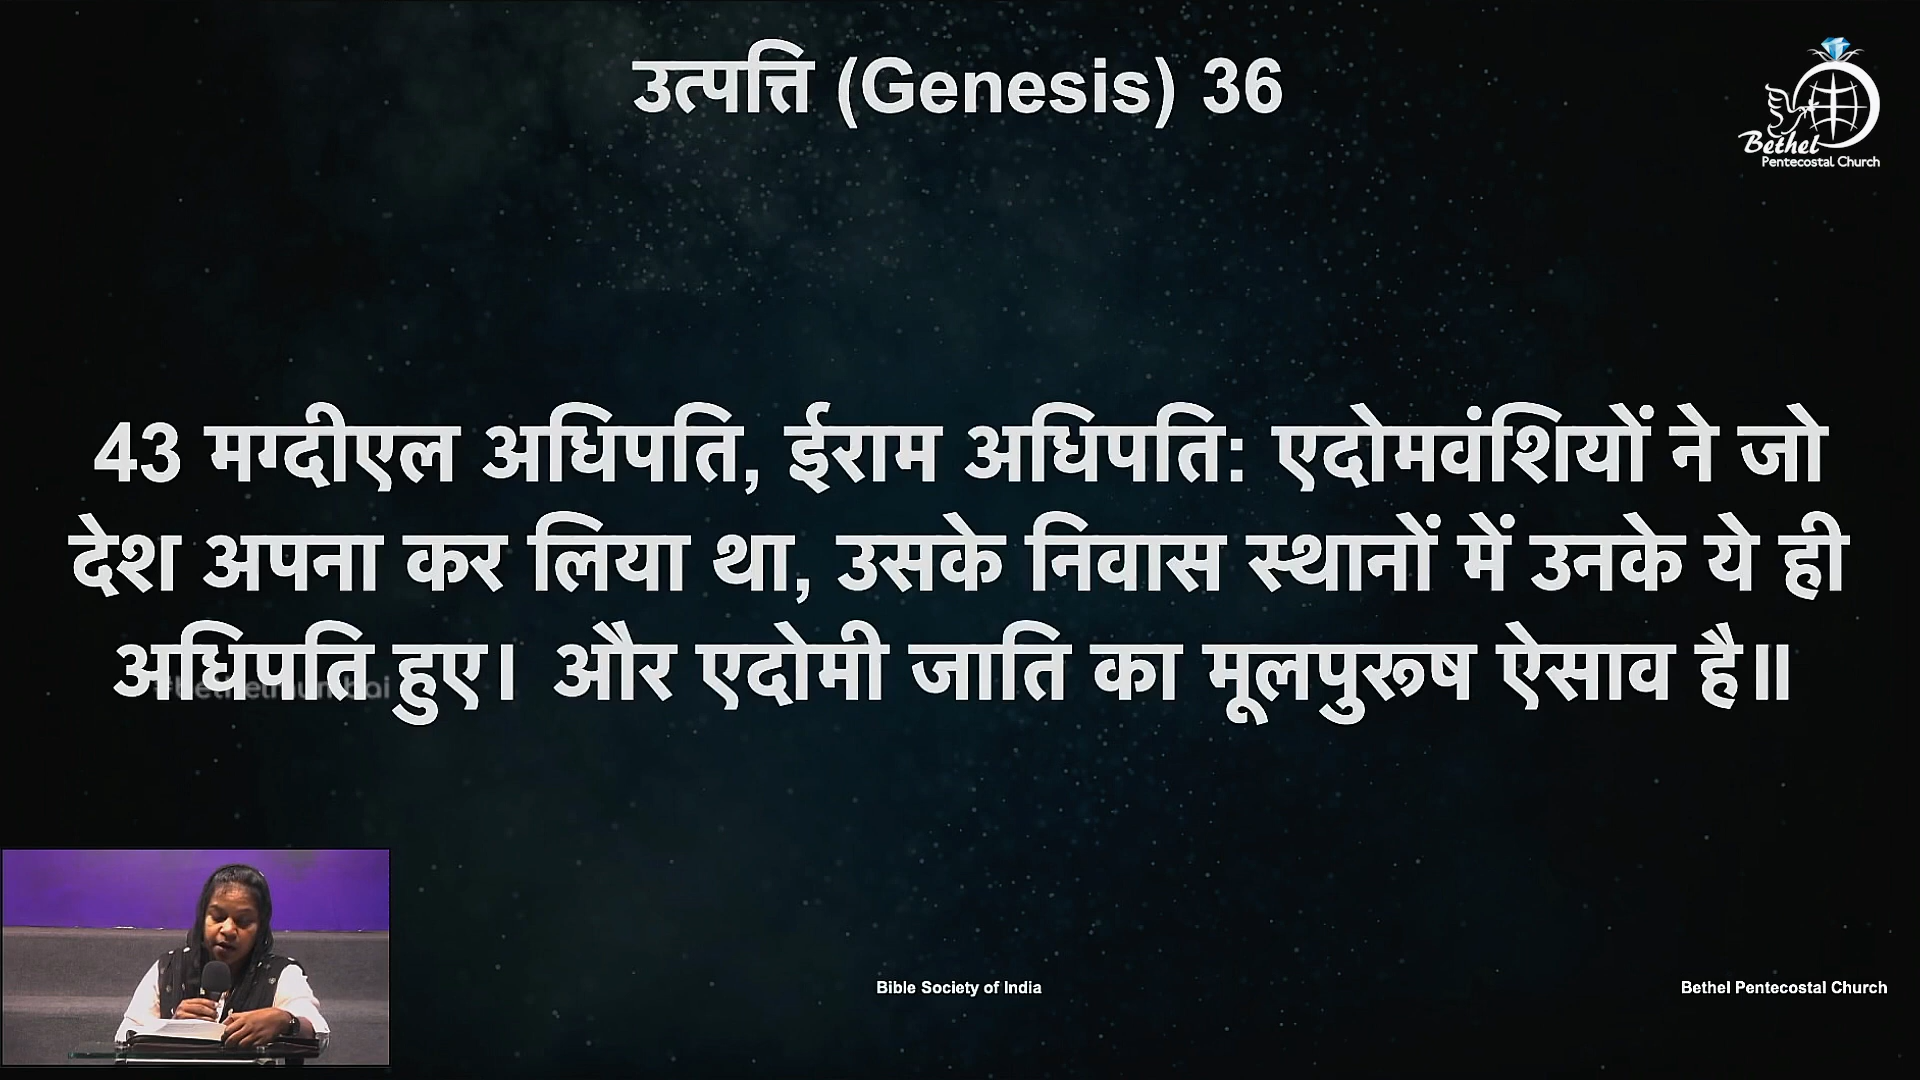 उत्पत्ति (Genesis) 36
Bethel
Pentecostal Church
43 मग्दीएल अधिपति, ईराम अधिपति: एदोमवंशियों ने जो
देश अपना कर लिया था, उसके निवास स्थानों में उनके ये ही
अधिपति हुए। और एदोमी जाति का मूलपुरूष ऐसाव है॥
Bible Society of India
Bethel Pentecostal Church